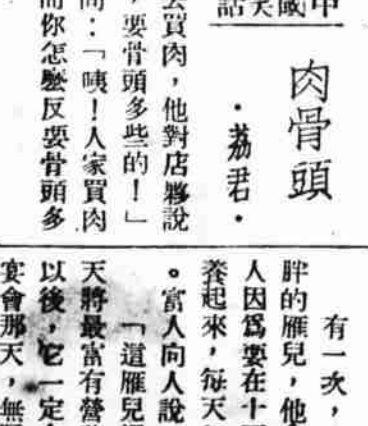 中國笑話
肉骨頭
・荔君・
買肉，他對店夥說
，要骨頭多些的！」
：「咦！人家買肉
你怎麼反要骨頭多
有一次，
胖的雁兒，他
人因爲要在十
養起來，每天
。富人向人說
「道雁兒
天將最富有營
以後，它一定
宴會那天，無